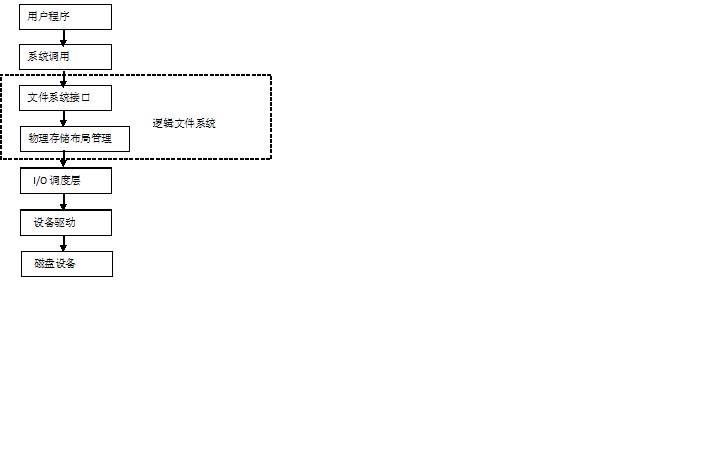 用户程序
系统调用
文件系统接口
逻辑文件系统
物理存储布局管理
I/O 调度层
设备驱动
磁盘设备